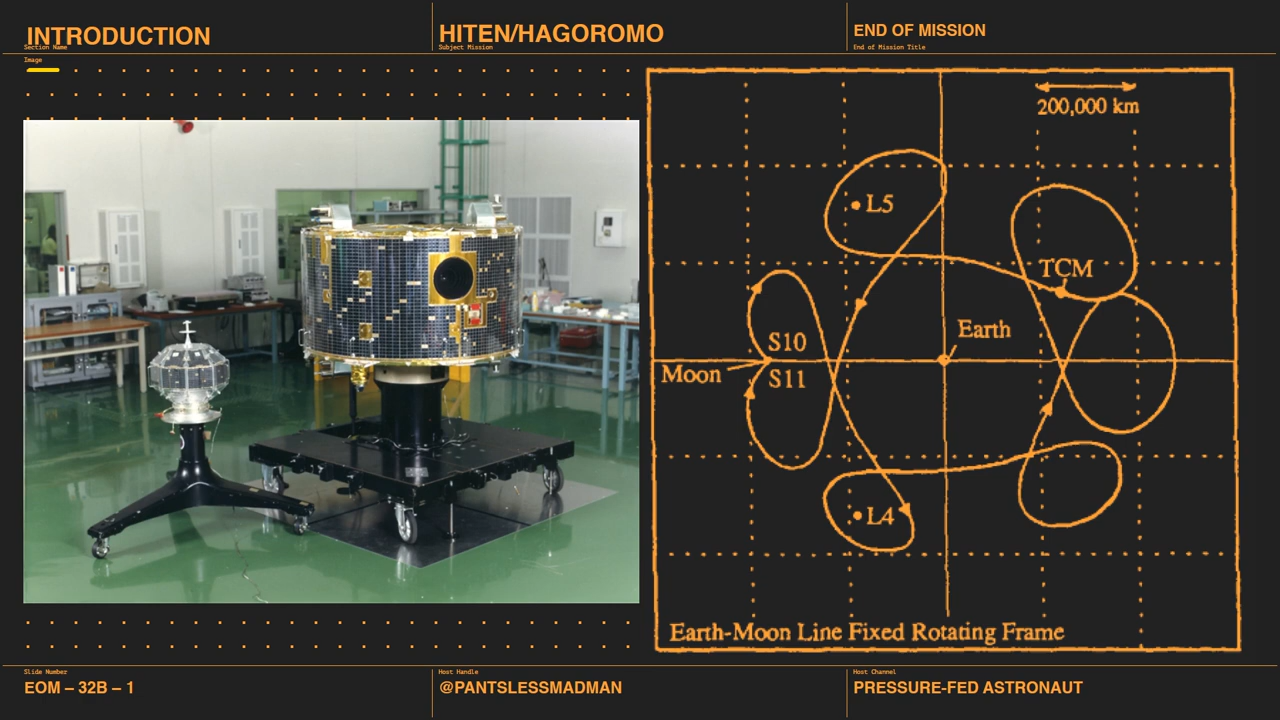 INTRODUCTION
Section Name
HITEN/HAGOROMO
Subject Mission
END OF MISSION
End of Mission Title
Image
200,000 km
L5
TCM
Earth
S10
Moon
S11
L4
Earth-Moon Line Fixed Rotating Frame
Slide Number
EOM – 32B – 1
Host Handle
@PANTSLESSMADMAN
Host Channel
PRESSURE-FED ASTRONAUT